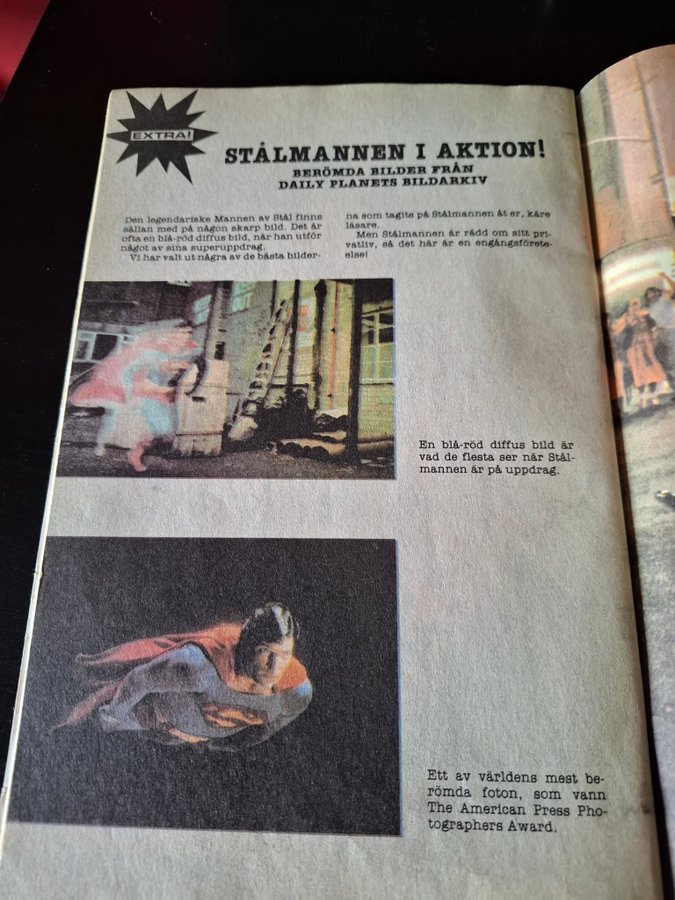 EXTRA!
STÅLMANNEN I AKTION!
BERÖMDA BILDER FRÅN
DAILY PLANETS BILDARKIV
Den legendariske Mannen av Stål finns
sällan med på någon skarp bild. Det är
ofta en blå-röd diffus bild, när han utför
något av sina superuppdrag.
Vi har valt ut några av de bästa bilder-
na som tagits på Stålmannen åt er, kära
läsare.
Men Stålmannen är rädd om sitt pri-
vatliv, så det här är en engångsförete-
else!
En blå-röd diffus bild är
vad de flesta ser när Stål-
mannen är på uppdrag.
Ett av världens mest be-
römda foton, som vann
The American Press Pho-
tographers Award.